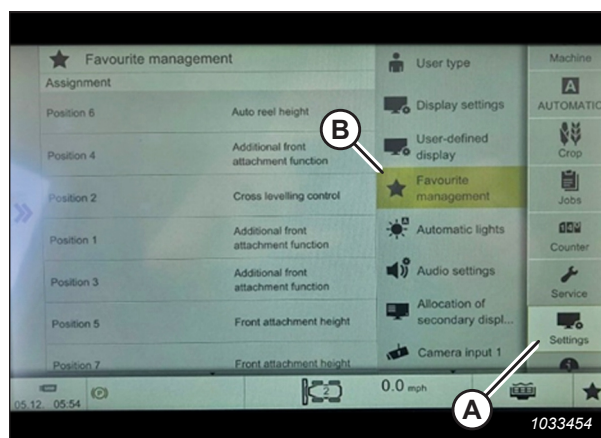 Favourite management
Assignment
Position 6 Auto reel height
Position 4 Additional front
attachment function
Position 2 Cross levelling control
Position 1 Additional front
attachment function
Position 3 Additional front
attachment function
Position 5 Front attachment height
Position 7 Front attachment height
User type
Display settings
User-defined
display
Favourite
management
Automatic lights
Audio settings
Allocation of
secondary displ...
Camera input 1
Machine
A
AUTOMATIC
Crop
Jobs
Counter
Service
Settings
B
A
05.12. 05:54
P
2
0.0 mph
1033454